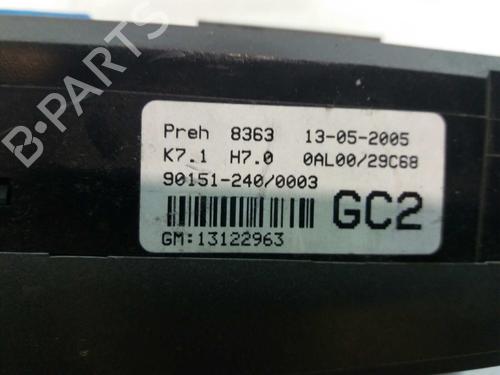 Preh 8363 13-05-2005
K7.1 H7.0 0AL00/29C68
90151-240/0003
GC2
GM:13122963
B-PARTS